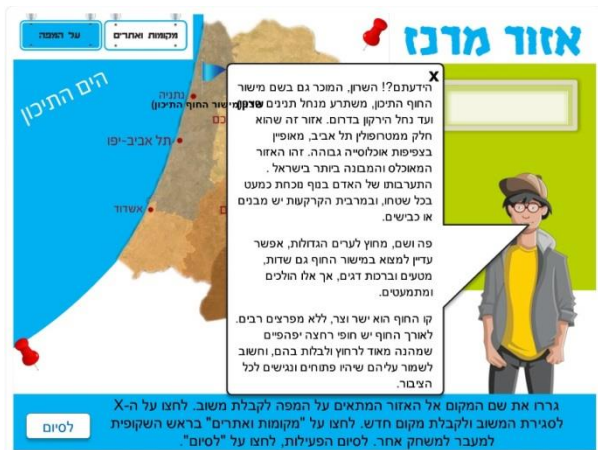 אזור מרכז
מקומות ואתרים
על המפה
הים התיכון
נתניה
תל אביב-יפו
אשדוד
X
הידעתם?! השרון, המוכר גם בשם מישור
החוף התיכון, משתרע מנחל תנינים
ועד נחל הירקון בדרום. אזור זה שהוא
חלק ממטרופולין תל אביב, מאופיין
בצפיפות אוכלוסייה גבוהה. זהו האזור
המאוכלס והמבונה ביותר בישראל .
התערבותו של האדם בנוף נוכחת כמעט
בכל שטחו, ובמרבית הקרקעות יש מבנים
או כבישים.
פה ושם, מחוץ לערים הגדולות, אפשר
עדיין למצוא במישור החוף גם שדות,
מטעים וברכות דגים, אך אלו הולכים
ומתמעטים.
קו החוף הוא ישר וצר, ללא מפרצים רבים.
לאורך החוף יש חופי רחצה יפהפיים
שמהנה מאוד לרחוץ ולבלות בהם, וחשוב
לשמור עליהם שיהיו פתוחים ונגישים לכל
הציבור.
(מישור החוף התיכון)
גררו את שם המקום אל האזור המתאים על המפה לקבלת משוב. לחצו על ה-X
לסגירת המשוב ולקבלת מקום חדש. לחצו על "מקומות ואתרים" בראש השקופית
למעבר למשחק אחר. לסיום הפעילות, לחצו על "לסיום".
לסיום